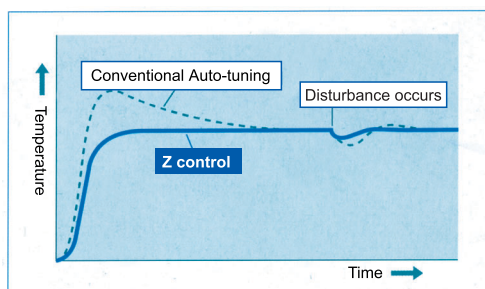 Conventional Auto-tuning
Disturbance occurs
Temperature
Z control
Time